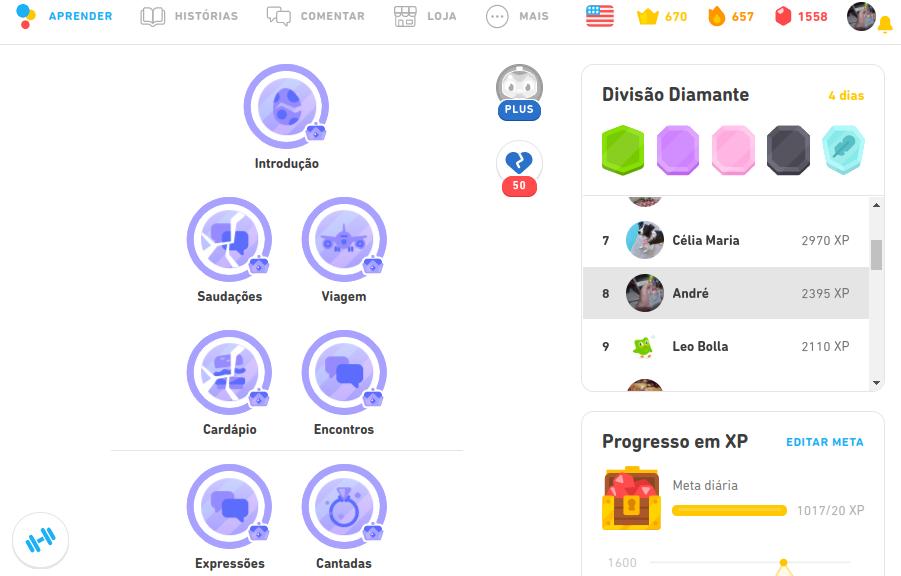 APRENDER HISTÓRIAS COMENTAR LOJA MAIS 670 657 1558
Introdução
Saudações Viagem
Cardápio Encontros
Expressões Cantadas
PLUS
50
Divisão Diamante 4 dias
7 Célia Maria 2970 XP
8 André 2395 XP
9 Leo Bolla 2110 XP
Progresso em XP EDITAR META
Meta diária
1017/20 XP
1600